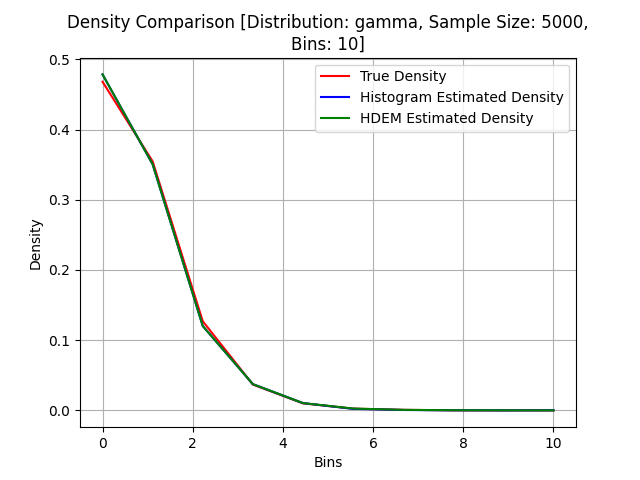 Density Comparison [Distribution: gamma, Sample Size: 5000,
Bins: 10]
True Density
Histogram Estimated Density
HDEM Estimated Density
Density
0.5
0.4
0.3
0.2
0.1
0.0
0 2 4 6 8 10
Bins